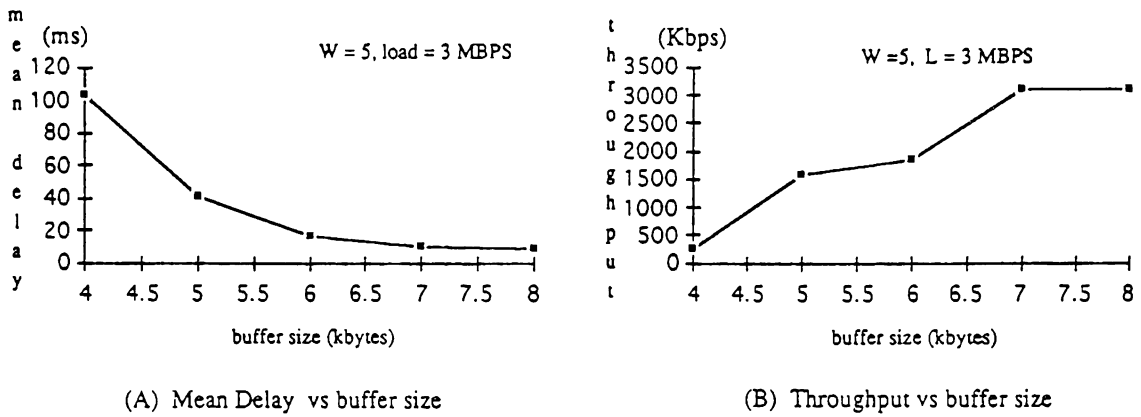 mean delay
(ms)
W = 5, load = 3 MBPS
120
100
80
60
40
20
0
4 4.5 5 5.5 6 6.5 7 7.5 8
buffer size (kbytes)
(A) Mean Delay vs buffer size
throughput
(Kbps)
W =5, L = 3 MBPS
3500
3000
2500
2000
1500
1000
500
0
4 4.5 5 5.5 6 6.5 7 7.5 8
buffer size (kbytes)
(B) Throughput vs buffer size